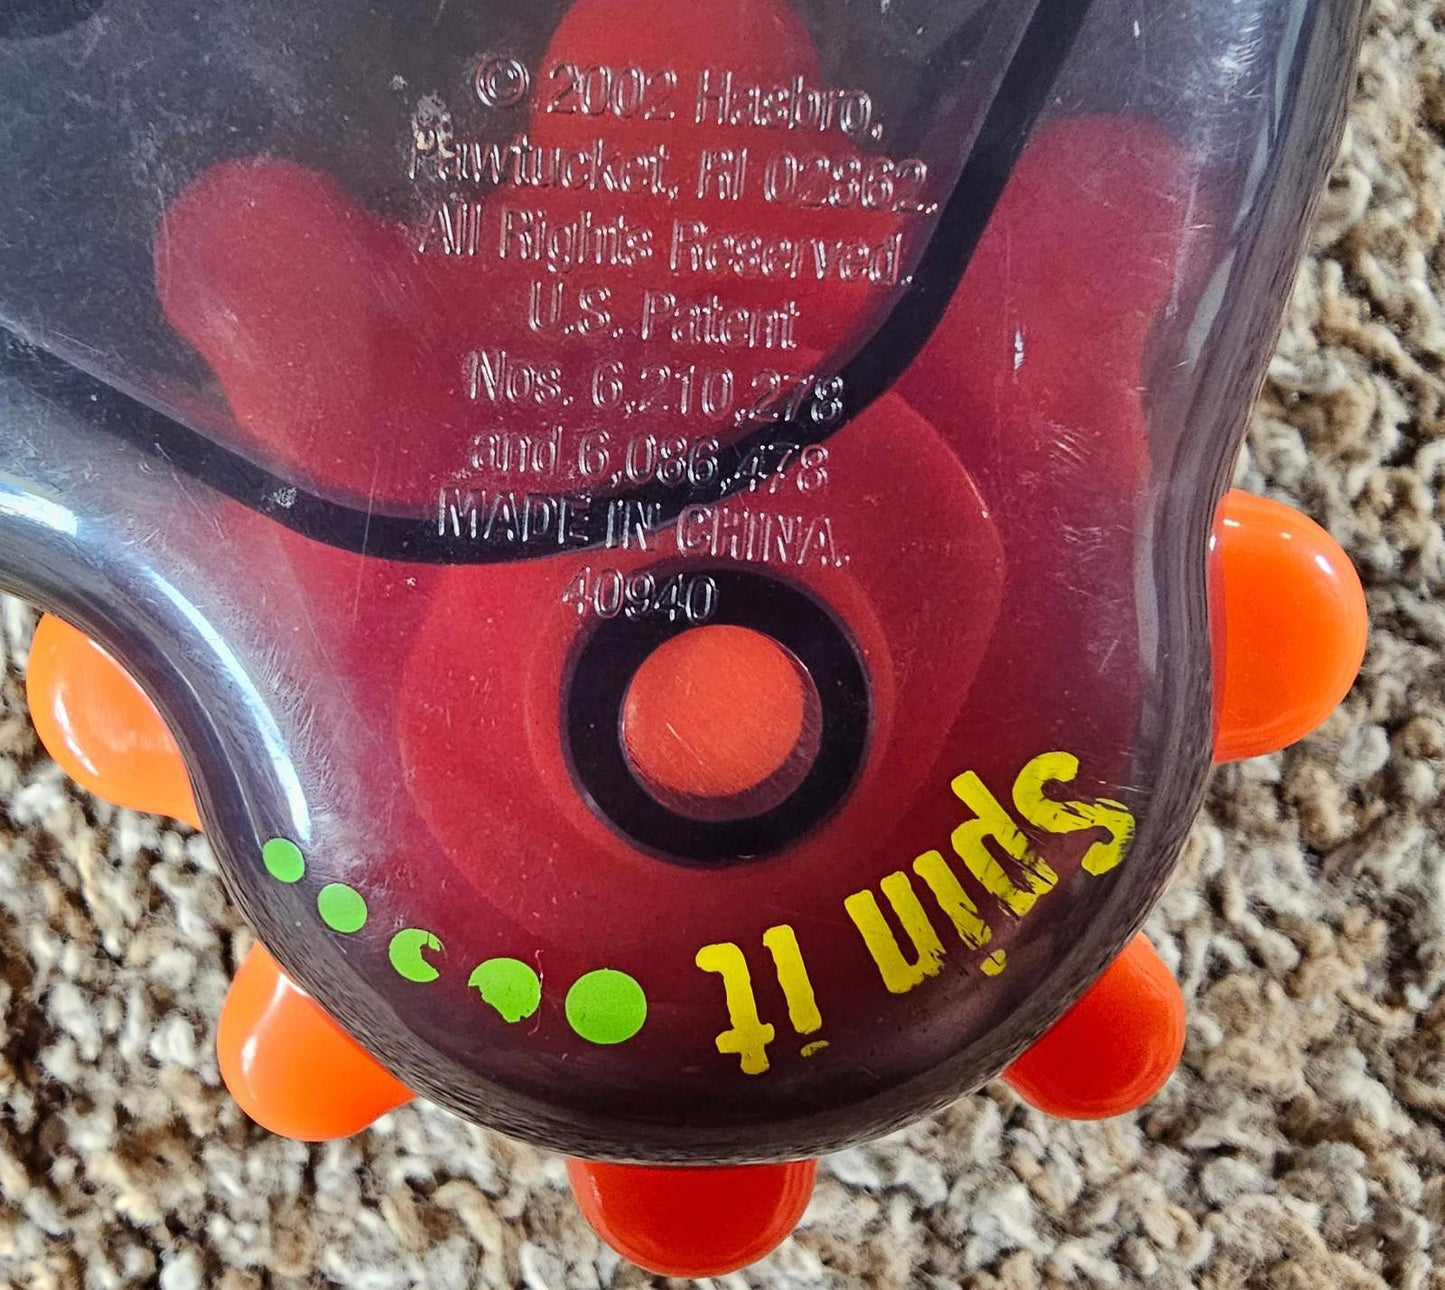 © 2002 Hasbro,
Pawtucket, RI 02862.
All Rights Reserved.
U.S. Patent
Nos. 6,210,278
and 6,086,478
MADE IN CHINA.
40940
Spin it